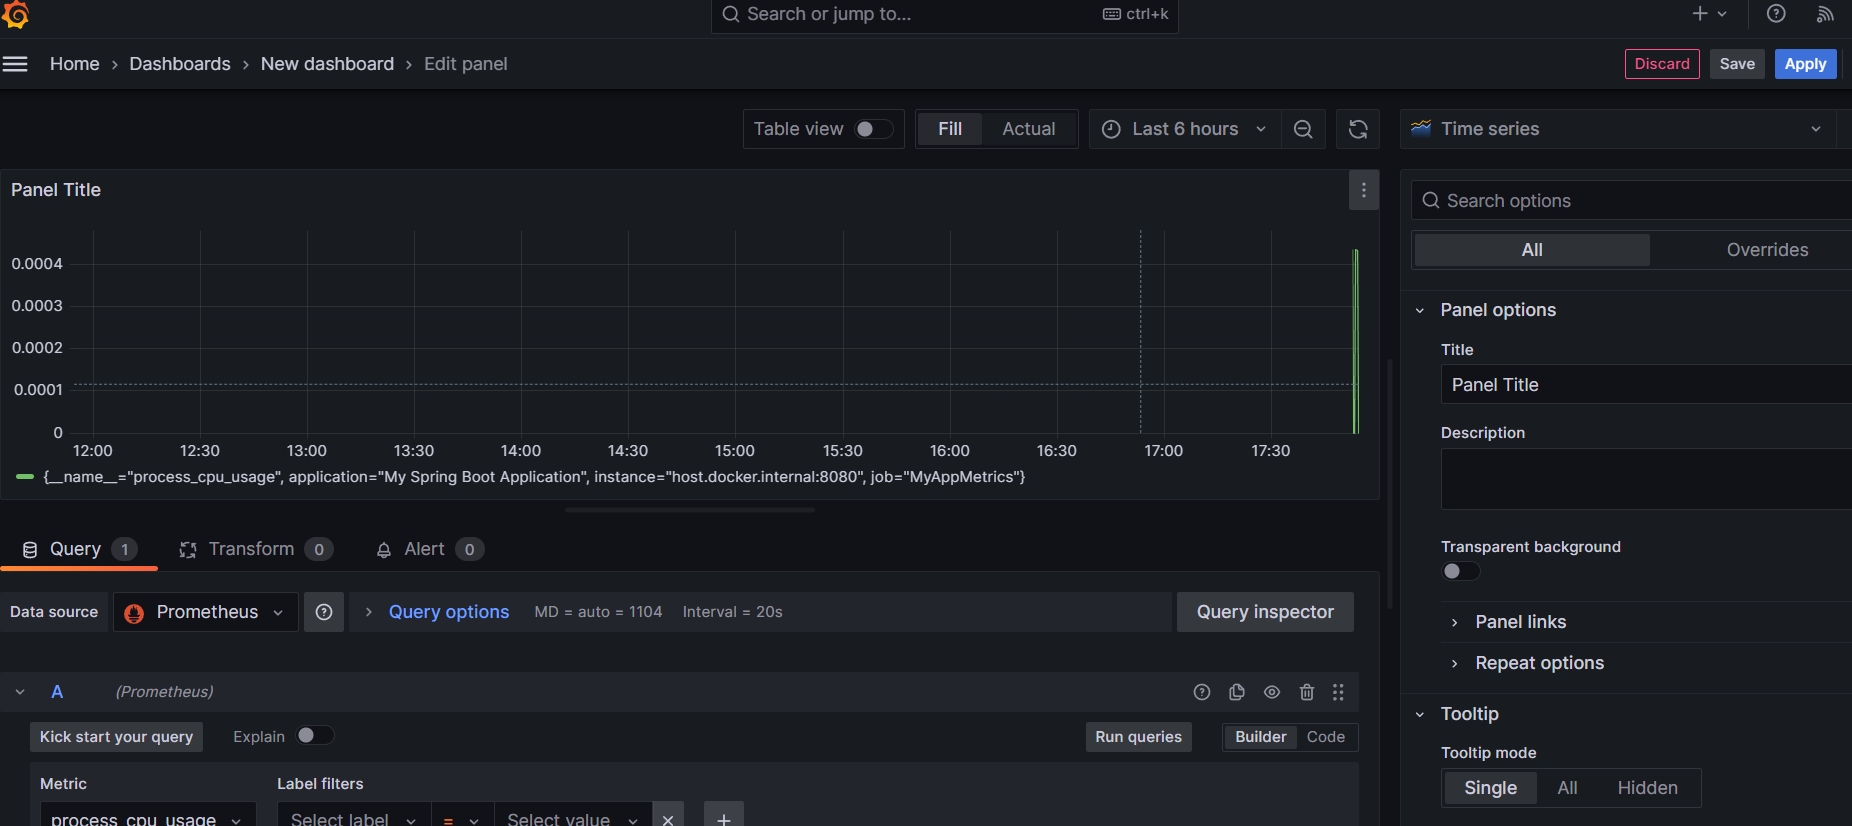 Search or jump to... ctrl+k
Home › Dashboards › New dashboard › Edit panel Discard Save Apply
Table view Fill Actual Last 6 hours Time series
Panel Title
Search options
All Overrides
0.0004
0.0003
0.0002
0.0001
0
12:00 12:30 13:00 13:30 14:00 14:30 15:00 15:30 16:00 16:30 17:00 17:30
{__name__="process_cpu_usage", application="My Spring Boot Application", instance="host.docker.internal:8080", job="MyAppMetrics"}
Panel options
Title
Panel Title
Description
Transparent background
Panel links
Repeat options
Tooltip
Tooltip mode
Single All Hidden
Query 1 Transform 0 Alert 0
Data source Prometheus Query options MD = auto = 1104 Interval = 20s Query inspector
A (Prometheus)
Kick start your query Explain Run queries Builder Code
Metric Label filters
process_cpu_usage Select label = Select value